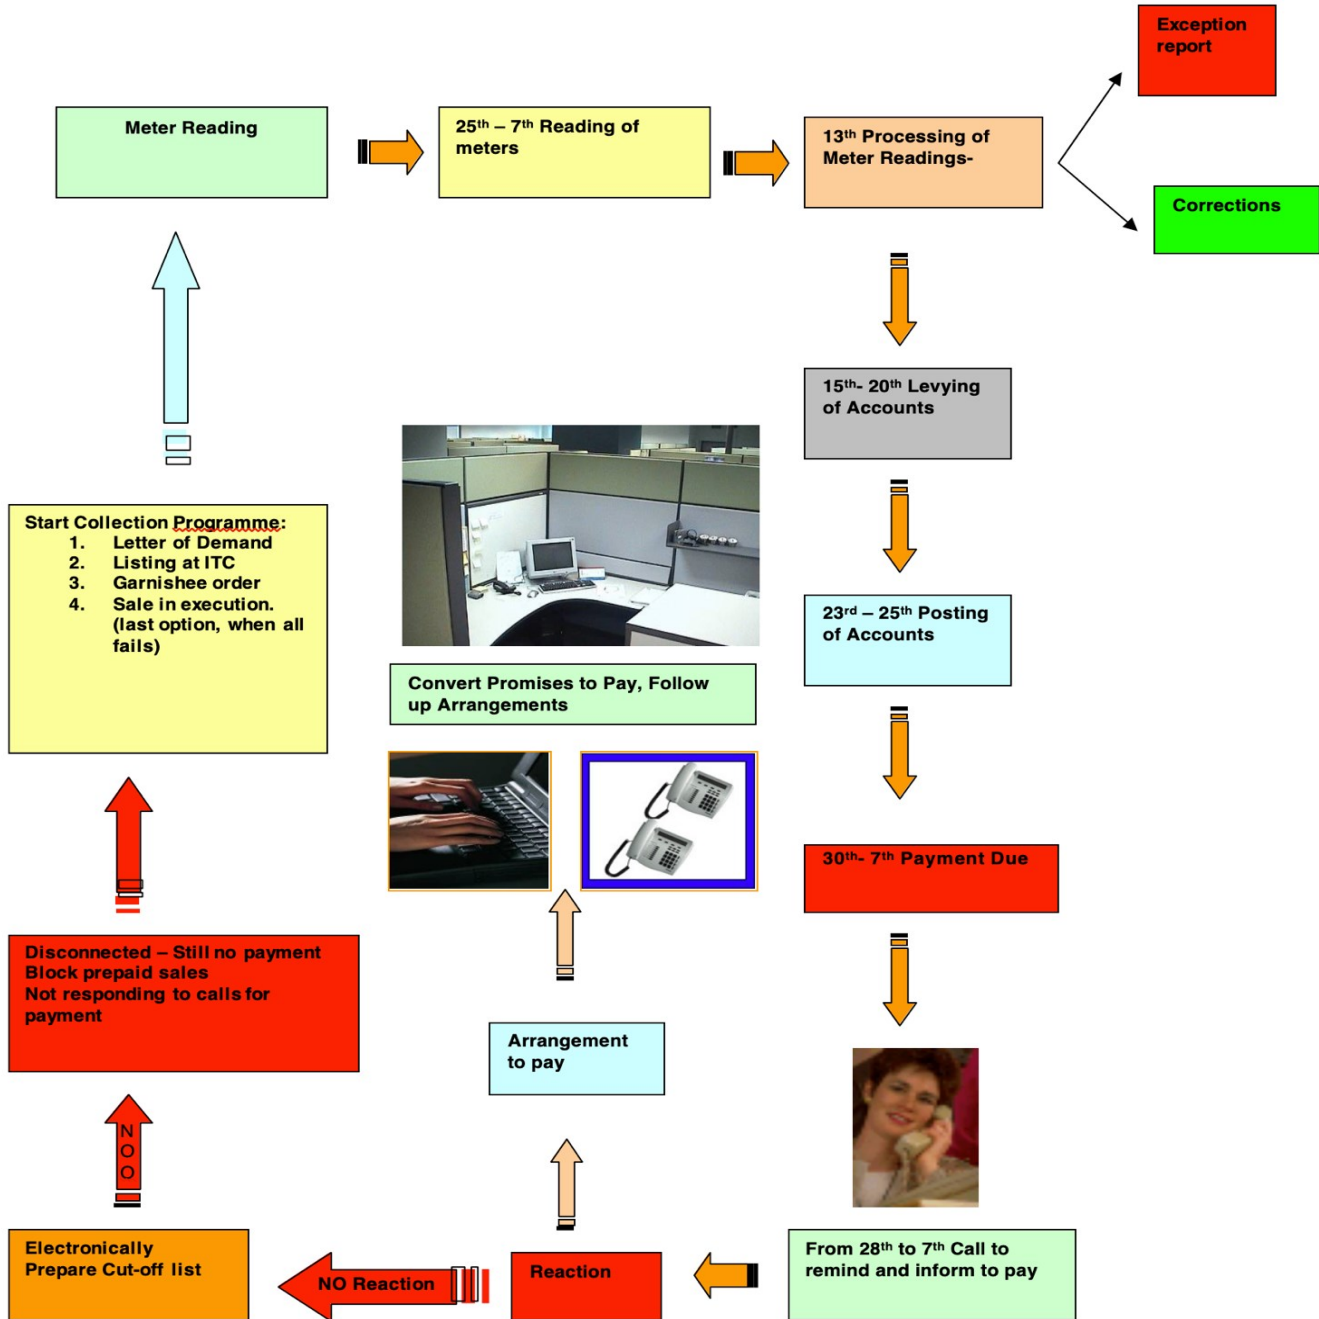 Exception
report
Meter Reading
25th – 7th Reading of
meters
13th Processing of
Meter Readings-
Corrections
15th- 20th Levying
of Accounts
Start Collection Programme:
1. Letter of Demand
2. Listing at ITC
3. Garnishee order
4. Sale in execution.
(last option, when all
fails)
23rd – 25th Posting
of Accounts
Convert Promises to Pay, Follow
up Arrangements
30th- 7th Payment Due
Disconnected – Still no payment
Block prepaid sales
Not responding to calls for
payment
Arrangement
to pay
N
O
O
Electronically
Prepare Cut-off list
NO Reaction
Reaction
From 28th to 7th Call to
remind and inform to pay